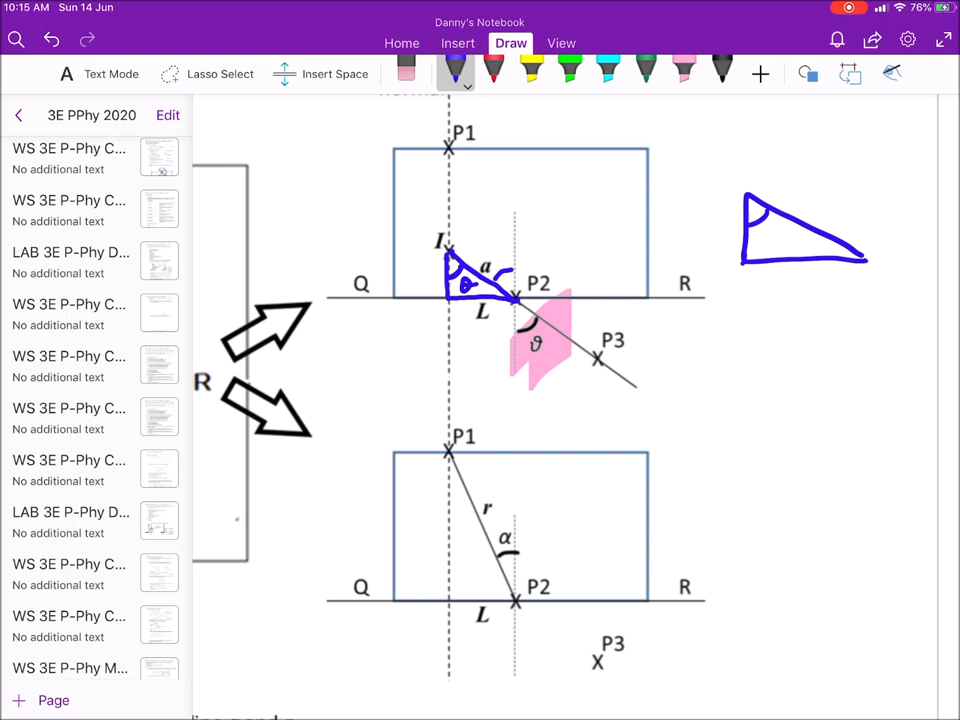 10:15 AM Sun 14 Jun
76%
Danny's Notebook
Home Insert Draw View
A Text Mode Lasso Select Insert Space
3E PPhy 2020 Edit
WS 3E P-Phy C...
No additional text
WS 3E P-Phy C...
No additional text
LAB 3E P-Phy D...
No additional text
WS 3E P-Phy C...
No additional text
WS 3E P-Phy C...
No additional text
WS 3E P-Phy C...
No additional text
WS 3E P-Phy C...
No additional text
LAB 3E P-Phy D...
No additional text
WS 3E P-Phy C...
No additional text
WS 3E P-Phy C...
No additional text
WS 3E P-Phy M...
Page
R
P1
I
a
θ
Q
P2
R
L
ϑ
P3
P1
r
α
Q
P2
R
L
P3